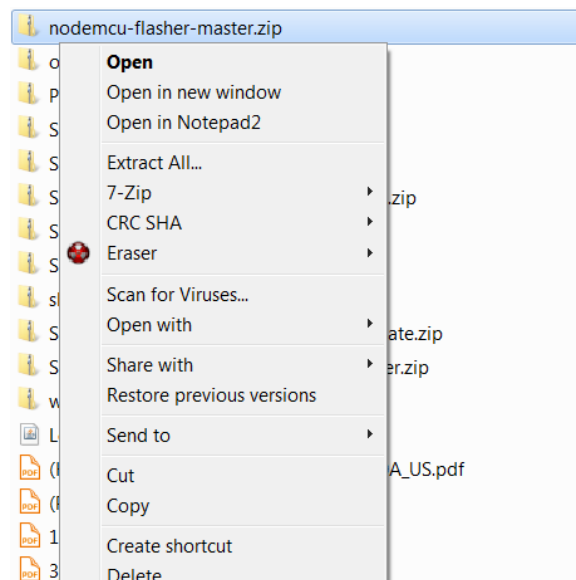 nodemcu-flasher-master.zip
Open
Open in new window
Open in Notepad2
Extract All...
7-Zip
.zip
CRC SHA
Eraser
Scan for Viruses...
Open with
ate.zip
Share with
er.zip
Restore previous versions
Send to
A_US.pdf
Cut
Copy
Create shortcut
Delete